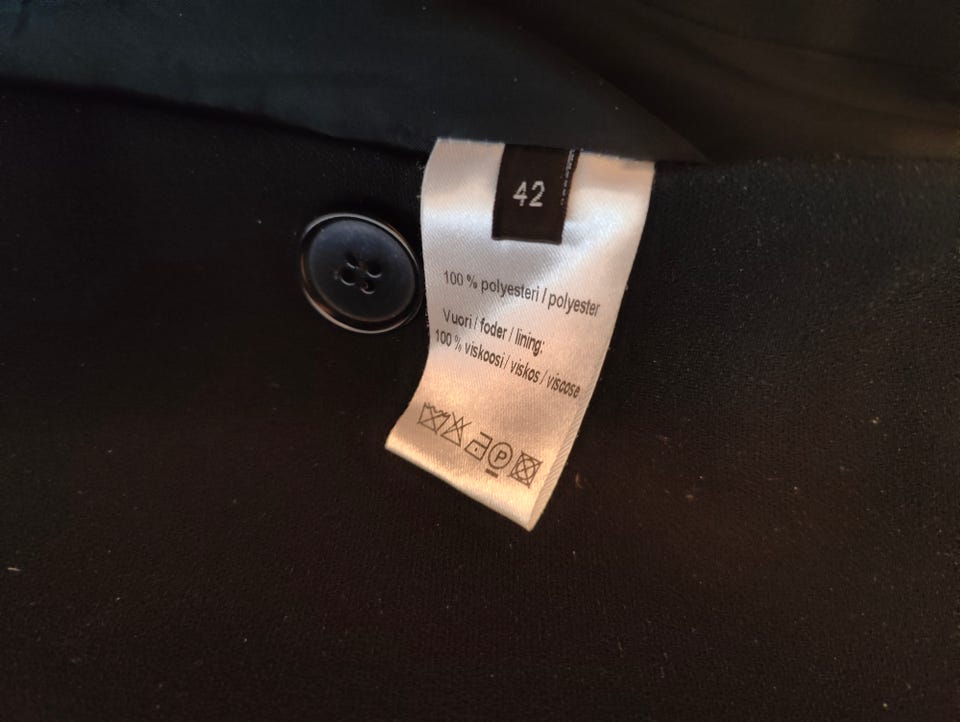 42
100 % polyesteri / polyester
Vuori / foder / lining:
100 % viskoosi / viskos / viscose
P